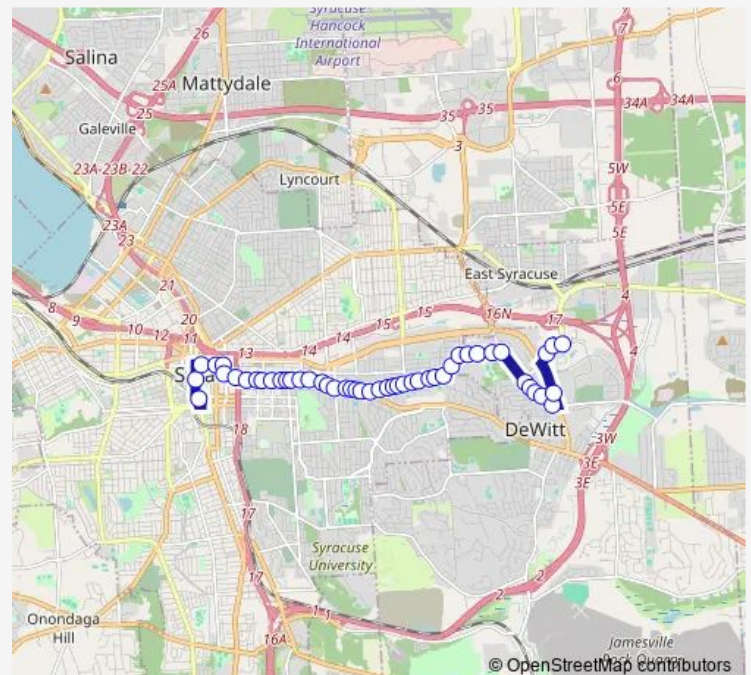 Syracuse
Hancock
International
Airport
26
7
Salina
25A
Mattydale
6
34A
34A
25
35
35
Galeville
3
23A-23B-22
Lyncourt
5W
5E
5E
23A
23
East Syracuse
21
4
8
9
10
12
20
11
15
15
16N
17
14
14
13
4
DeWitt
18
3W
3E
3E
17
Syracuse
University
17
2
2
1
1
Onondaga
Hill
16A
Jamesville
© OpenStreetMap contributors